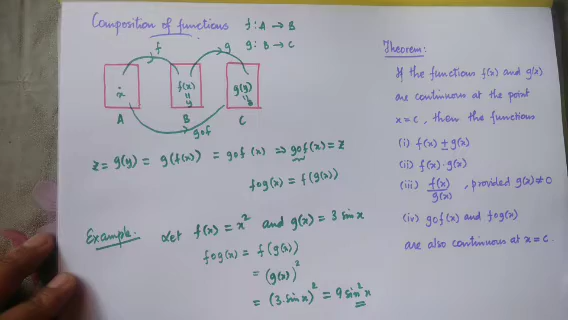 Composition of functions f: A → B
g: B → C
f g
x f(x) g(y)
= y = z
A B C
gof
z = g(y) = g(f(x)) = gof(x) ⇒ gof(x) = z
fog(x) = f(g(x))
Example: Let f(x) = x² and g(x) = 3 sin x
fog(x) = f(g(x))
= (g(x))²
= (3 sin x)² = 9 sin²x
Theorem:
If the functions f(x) and g(x)
are continuous at the point
x = c, then the functions
(i) f(x) ± g(x)
(ii) f(x) · g(x)
(iii) f(x)/g(x), provided g(x) ≠ 0
(iv) gof(x) and fog(x)
are also continuous at x = c.